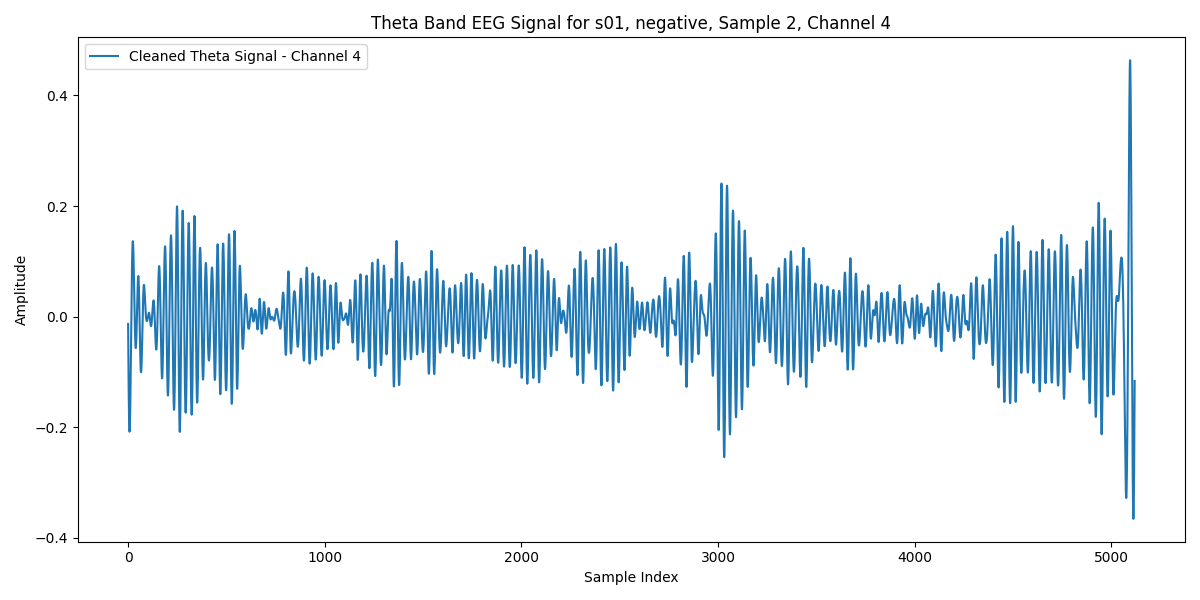 Theta Band EEG Signal for s01, negative, Sample 2, Channel 4
Cleaned Theta Signal - Channel 4
Amplitude
0.4
0.2
0.0
−0.2
−0.4
0 1000 2000 3000 4000 5000
Sample Index